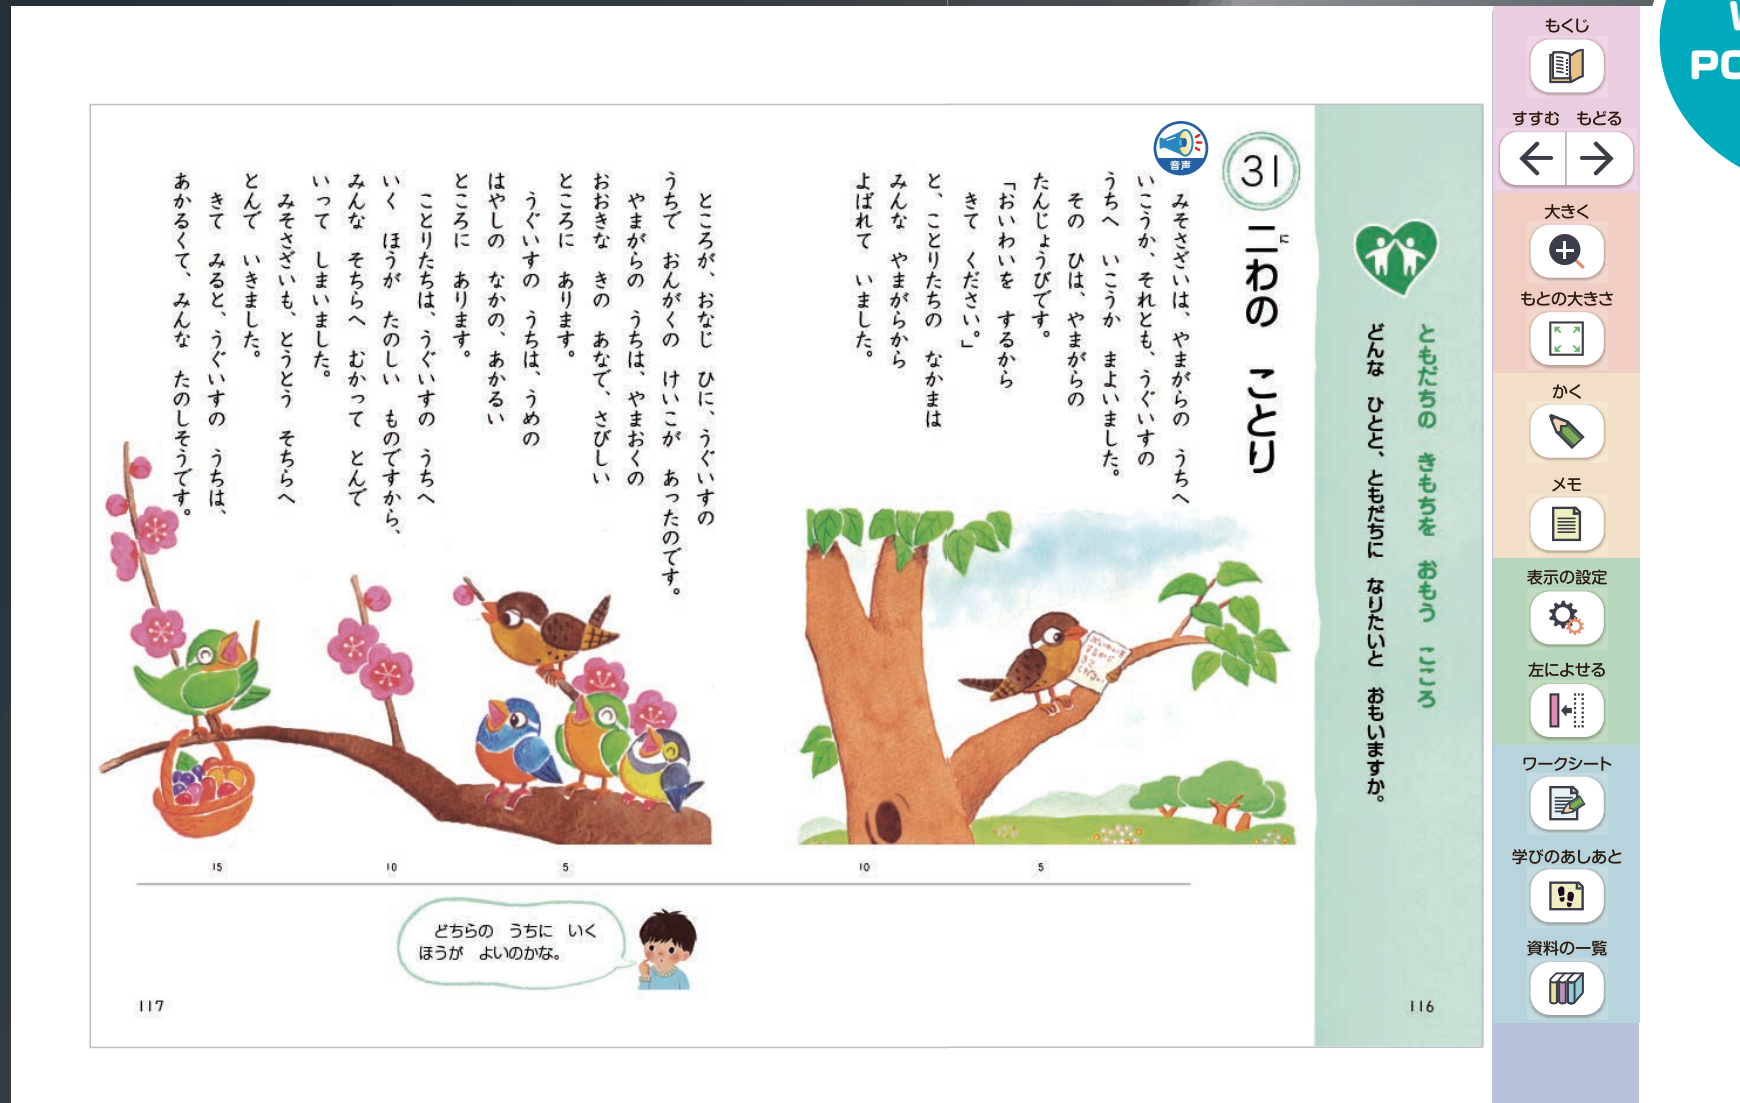 ともだちの きもちを おもう こころ
どんな ひとと、ともだちに なりたいと おもいますか。
31
二わの ことり
に
音声
みそさざいは、やまがらの うちへ
いこうか、それとも、うぐいすの
うちへ いこうか まよいました。
その ひは、やまがらの
たんじょうびです。
「おいわいを するから
きて ください。」
と、ことりたちの なかまは
みんな やまがらから
よばれて いました。
おいわいを
するから
きて
ください
5
10
116
ところが、おなじ ひに、うぐいすの
うちで おんがくの けいこが あったのです。
やまがらの うちは、やまおくの
おおきな きの あなで、さびしい
ところに あります。
うぐいすの うちは、うめの
はやしの なかの、あかるい
ところに あります。
ことりたちは、うぐいすの うちへ
いく ほうが たのしい ものですから、
みんな そちらへ むかって とんで
いって しまいました。
みそさざいも、とうとう そちらへ
とんで いきました。
きて みると、うぐいすの うちは、
あかるくて、みんな たのしそうです。
5
10
15
どちらの うちに いく
ほうが よいのかな。
117
もくじ
すすむ もどる
大きく
もとの大きさ
かく
メモ
表示の設定
左によせる
ワークシート
学びのあしあと
資料の一覧